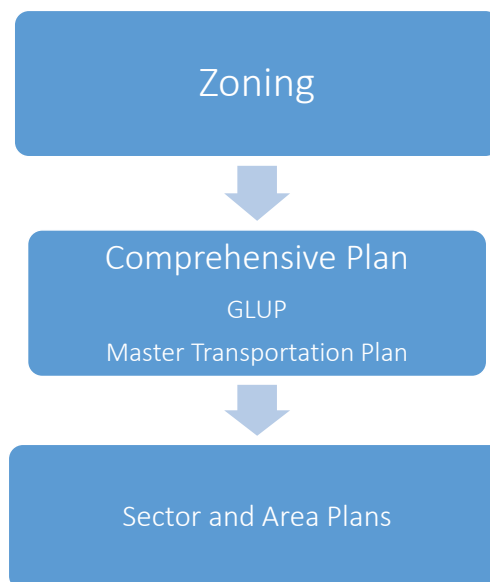 Zoning
Comprehensive Plan
GLUP
Master Transportation Plan
Sector and Area Plans